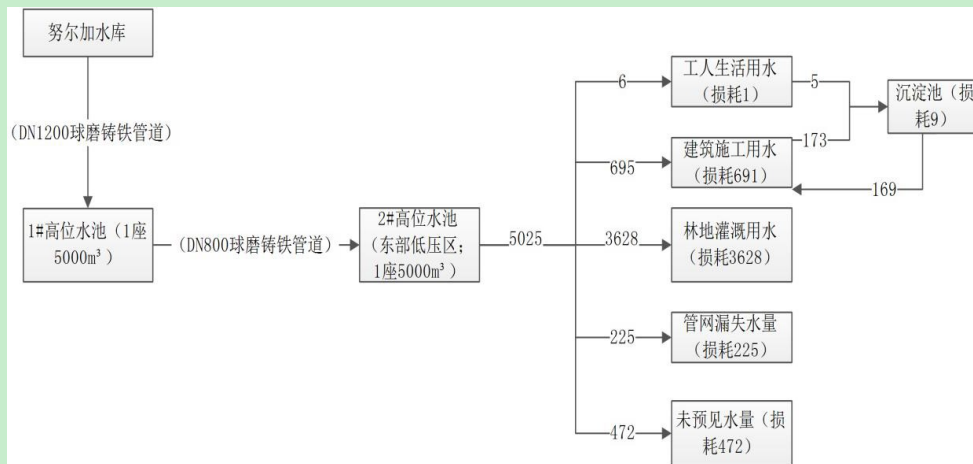 努尔加水库
(DN1200球磨铸铁管道)
1#高位水池（1座
5000m³）
(DN800球磨铸铁管道)
2#高位水池
（东部低压区；
1座5000m³）
5025
6
工人生活用水
（损耗1）
5
沉淀池（损
耗9）
695
建筑施工用水
（损耗691）
173
169
3628
林地灌溉用水
（损耗3628）
225
管网漏失水量
（损耗225）
472
未预见水量（损
耗472）